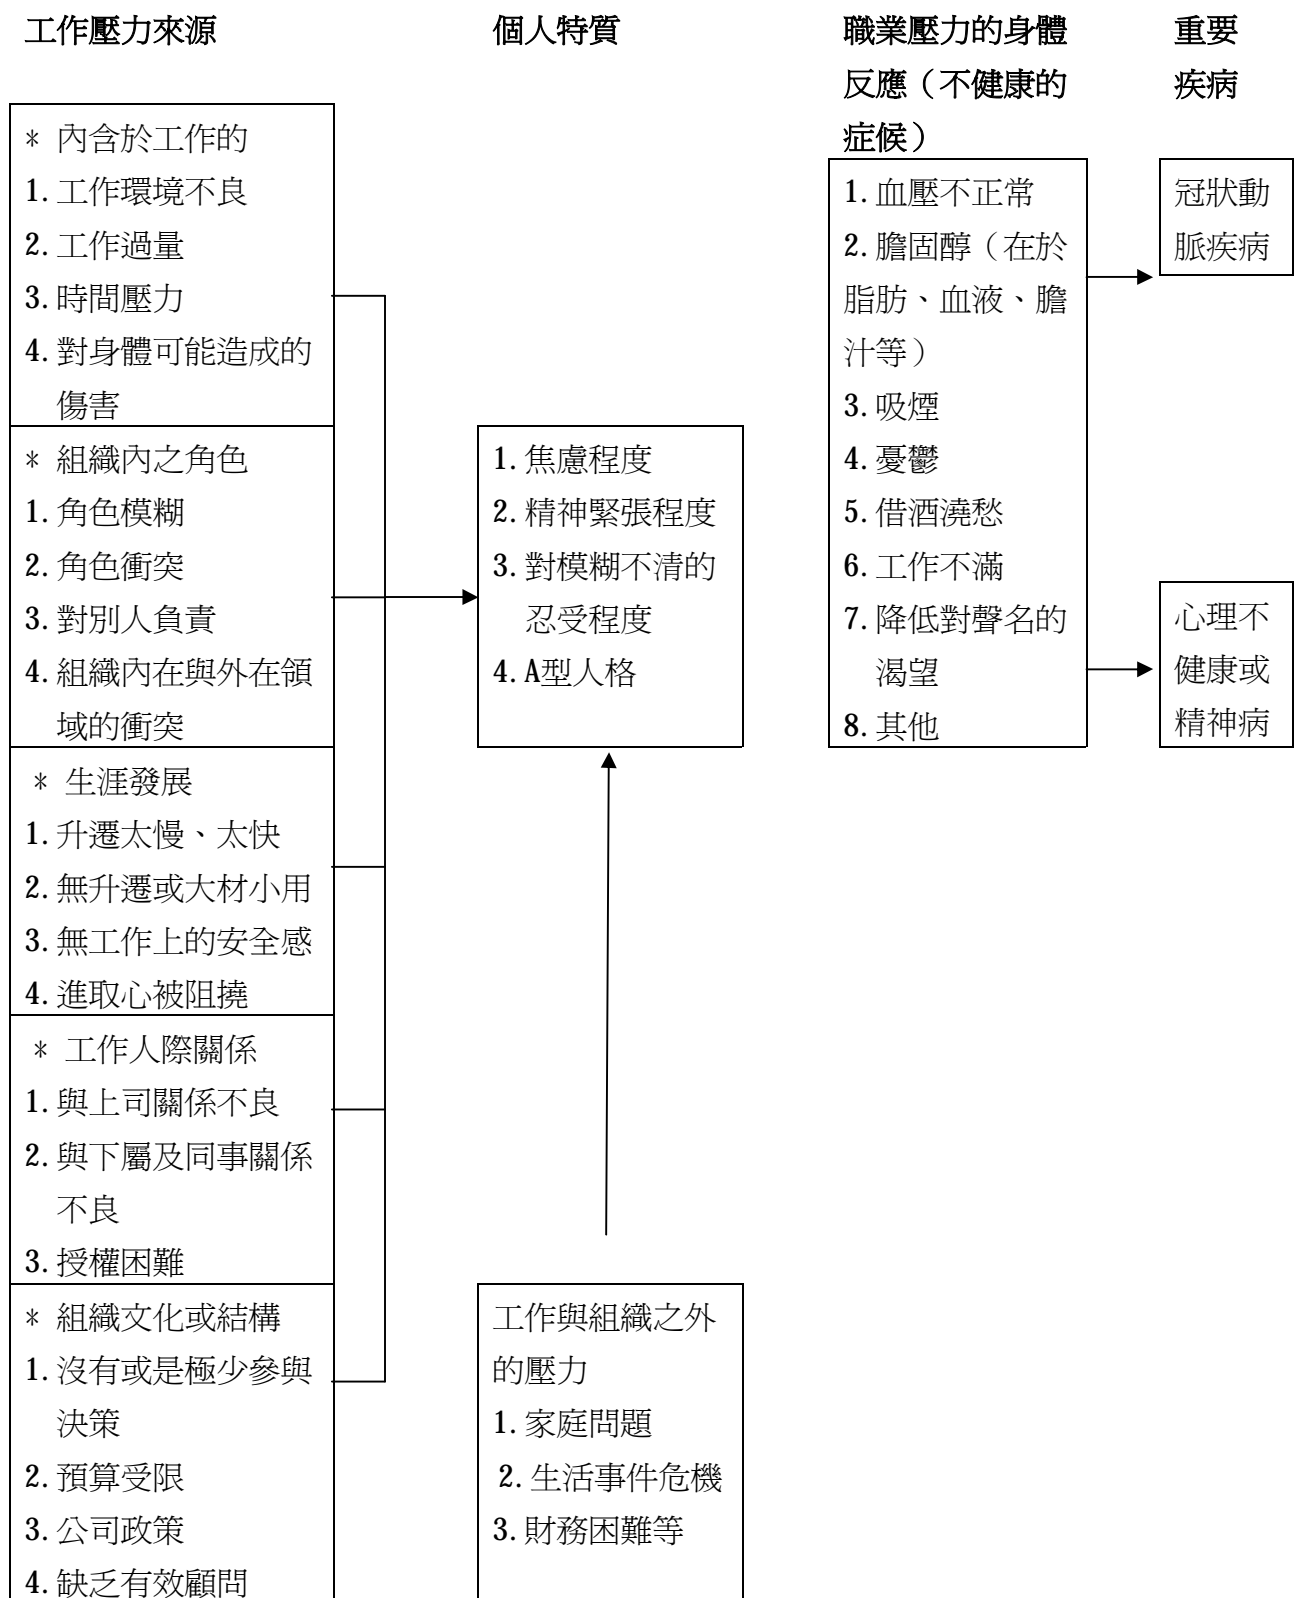 工作壓力來源
* 內含於工作的
1.工作環境不良
2.工作過量
3.時間壓力
4.對身體可能造成的
傷害
* 組織內之角色
1.角色模糊
2.角色衝突
3.對別人負責
4.組織內在與外在領
域的衝突
* 生涯發展
1.升遷太慢、太快
2.無升遷或大材小用
3.無工作上的安全感
4.進取心被阻撓
* 工作人際關係
1.與上司關係不良
2.與下屬及同事關係
不良
3.授權困難
* 組織文化或結構
1.沒有或是極少參與
決策
2.預算受限
3.公司政策
4.缺乏有效顧問
個人特質
1.焦慮程度
2.精神緊張程度
3.對模糊不清的
忍受程度
4.A型人格
工作與組織之外
的壓力
1.家庭問題
2.生活事件危機
3.財務困難等
職業壓力的身體
反應（不健康的
症候）
1.血壓不正常
2.膽固醇（在於
脂肪、血液、膽
汁等）
3.吸煙
4.憂鬱
5.借酒澆愁
6.工作不滿
7.降低對聲名的
渴望
8.其他
重要
疾病
冠狀動
脈疾病
心理不
健康或
精神病